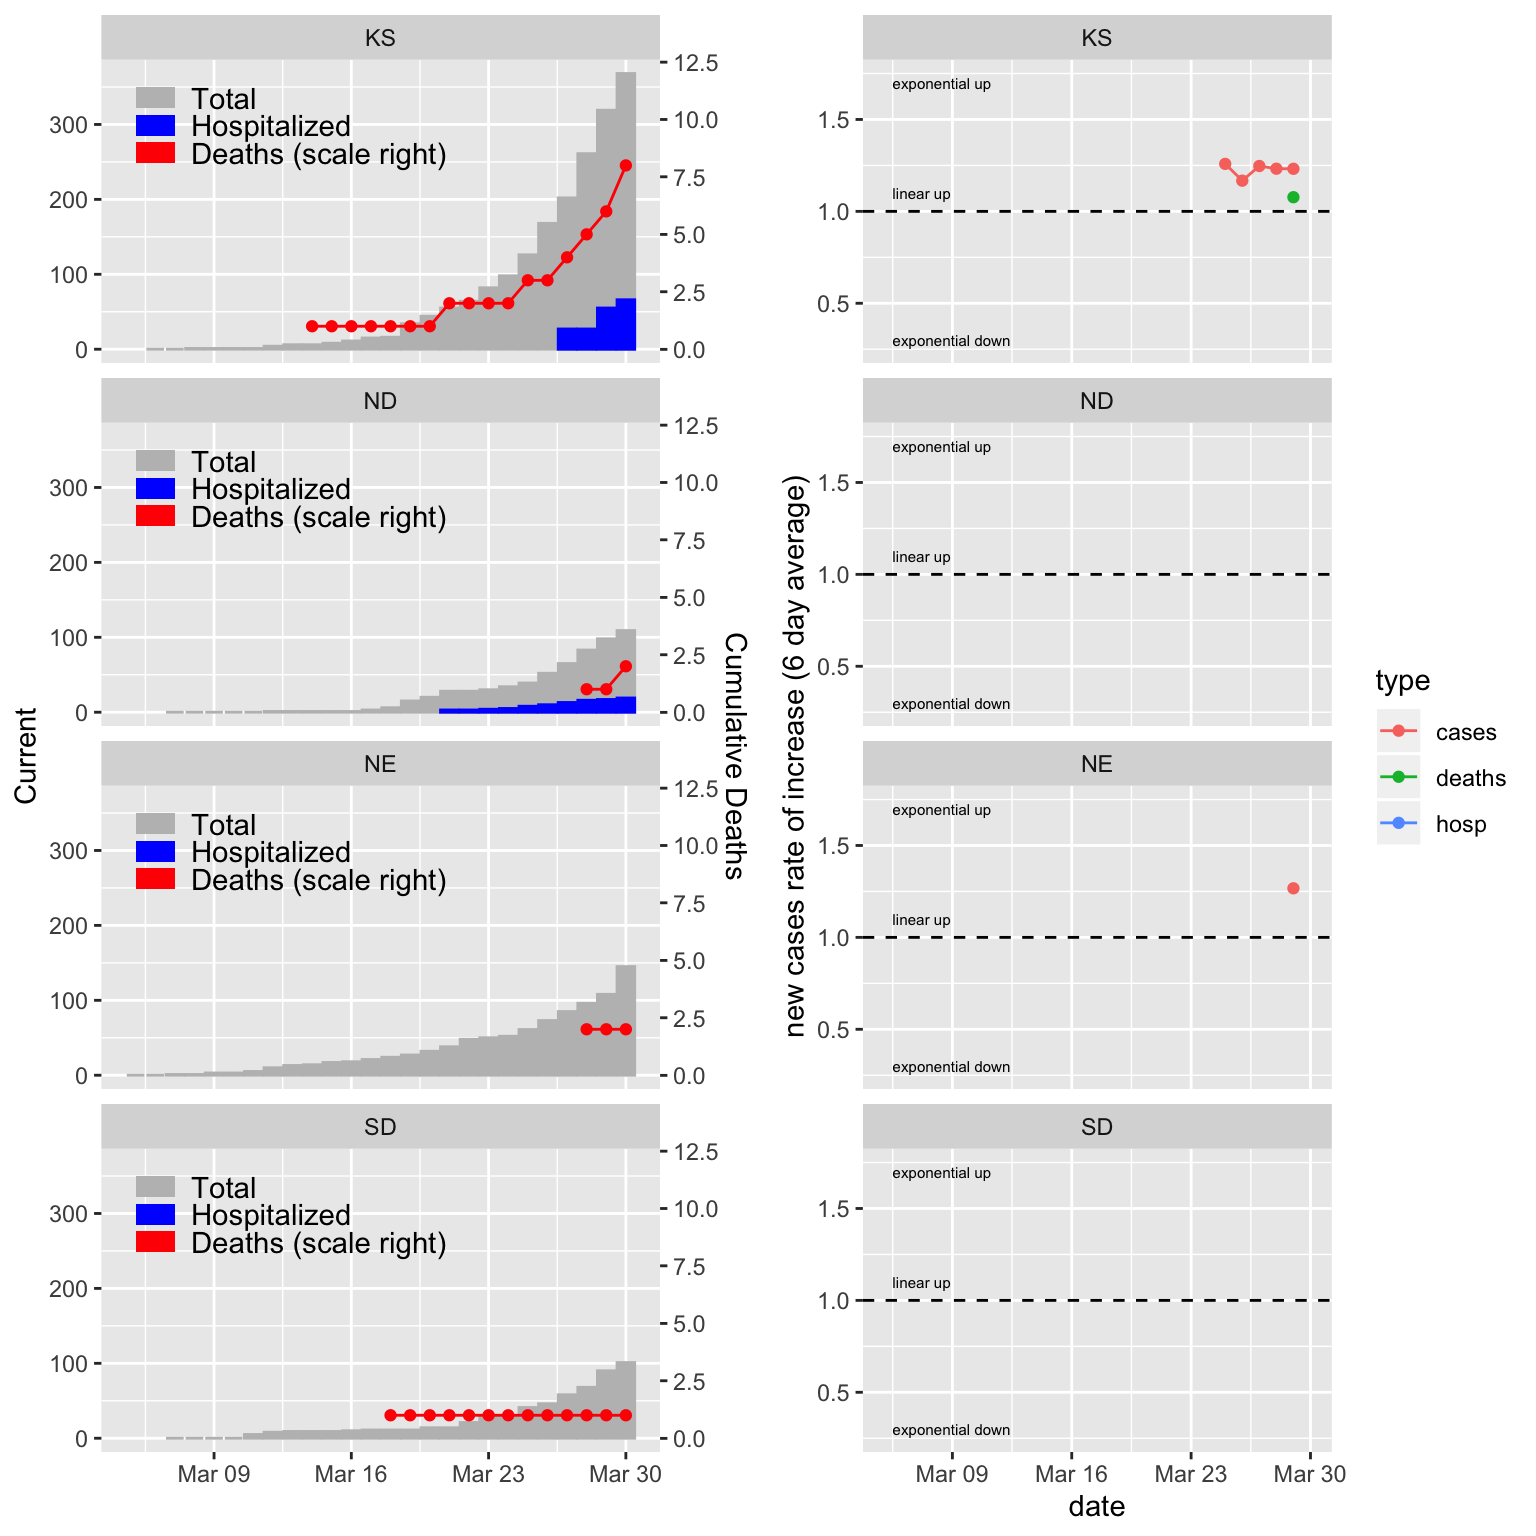 KS
Total
Hospitalized
Deaths (scale right)
300
200
100
0
12.5
10.0
7.5
5.0
2.5
0.0
ND
Total
Hospitalized
Deaths (scale right)
300
200
100
0
12.5
10.0
7.5
5.0
2.5
0.0
NE
Total
Hospitalized
Deaths (scale right)
300
200
100
0
12.5
10.0
7.5
5.0
2.5
0.0
SD
Total
Hospitalized
Deaths (scale right)
300
200
100
0
12.5
10.0
7.5
5.0
2.5
0.0
Mar 09 Mar 16 Mar 23 Mar 30
Current
Cumulative Deaths
KS
exponential up
linear up
exponential down
1.5
1.0
0.5
ND
exponential up
linear up
exponential down
1.5
1.0
0.5
NE
exponential up
linear up
exponential down
1.5
1.0
0.5
SD
exponential up
linear up
exponential down
1.5
1.0
0.5
Mar 09 Mar 16 Mar 23 Mar 30
date
new cases rate of increase (6 day average)
type
cases
deaths
hosp